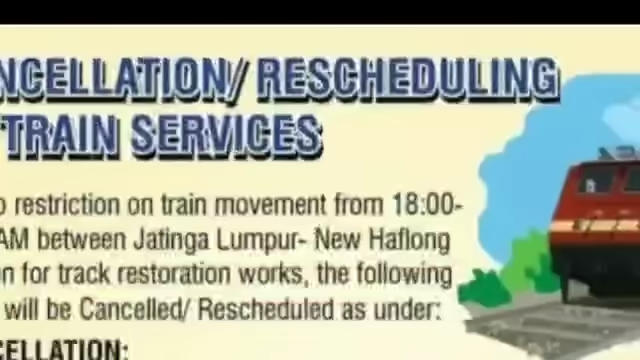 NCELLATION/ RESCHEDULING
TRAIN SERVICES
o restriction on train movement from 18:00-
AM between Jatinga Lumpur- New Haflong
n for track restoration works, the following
will be Cancelled/ Rescheduled as under:
CELLATION: